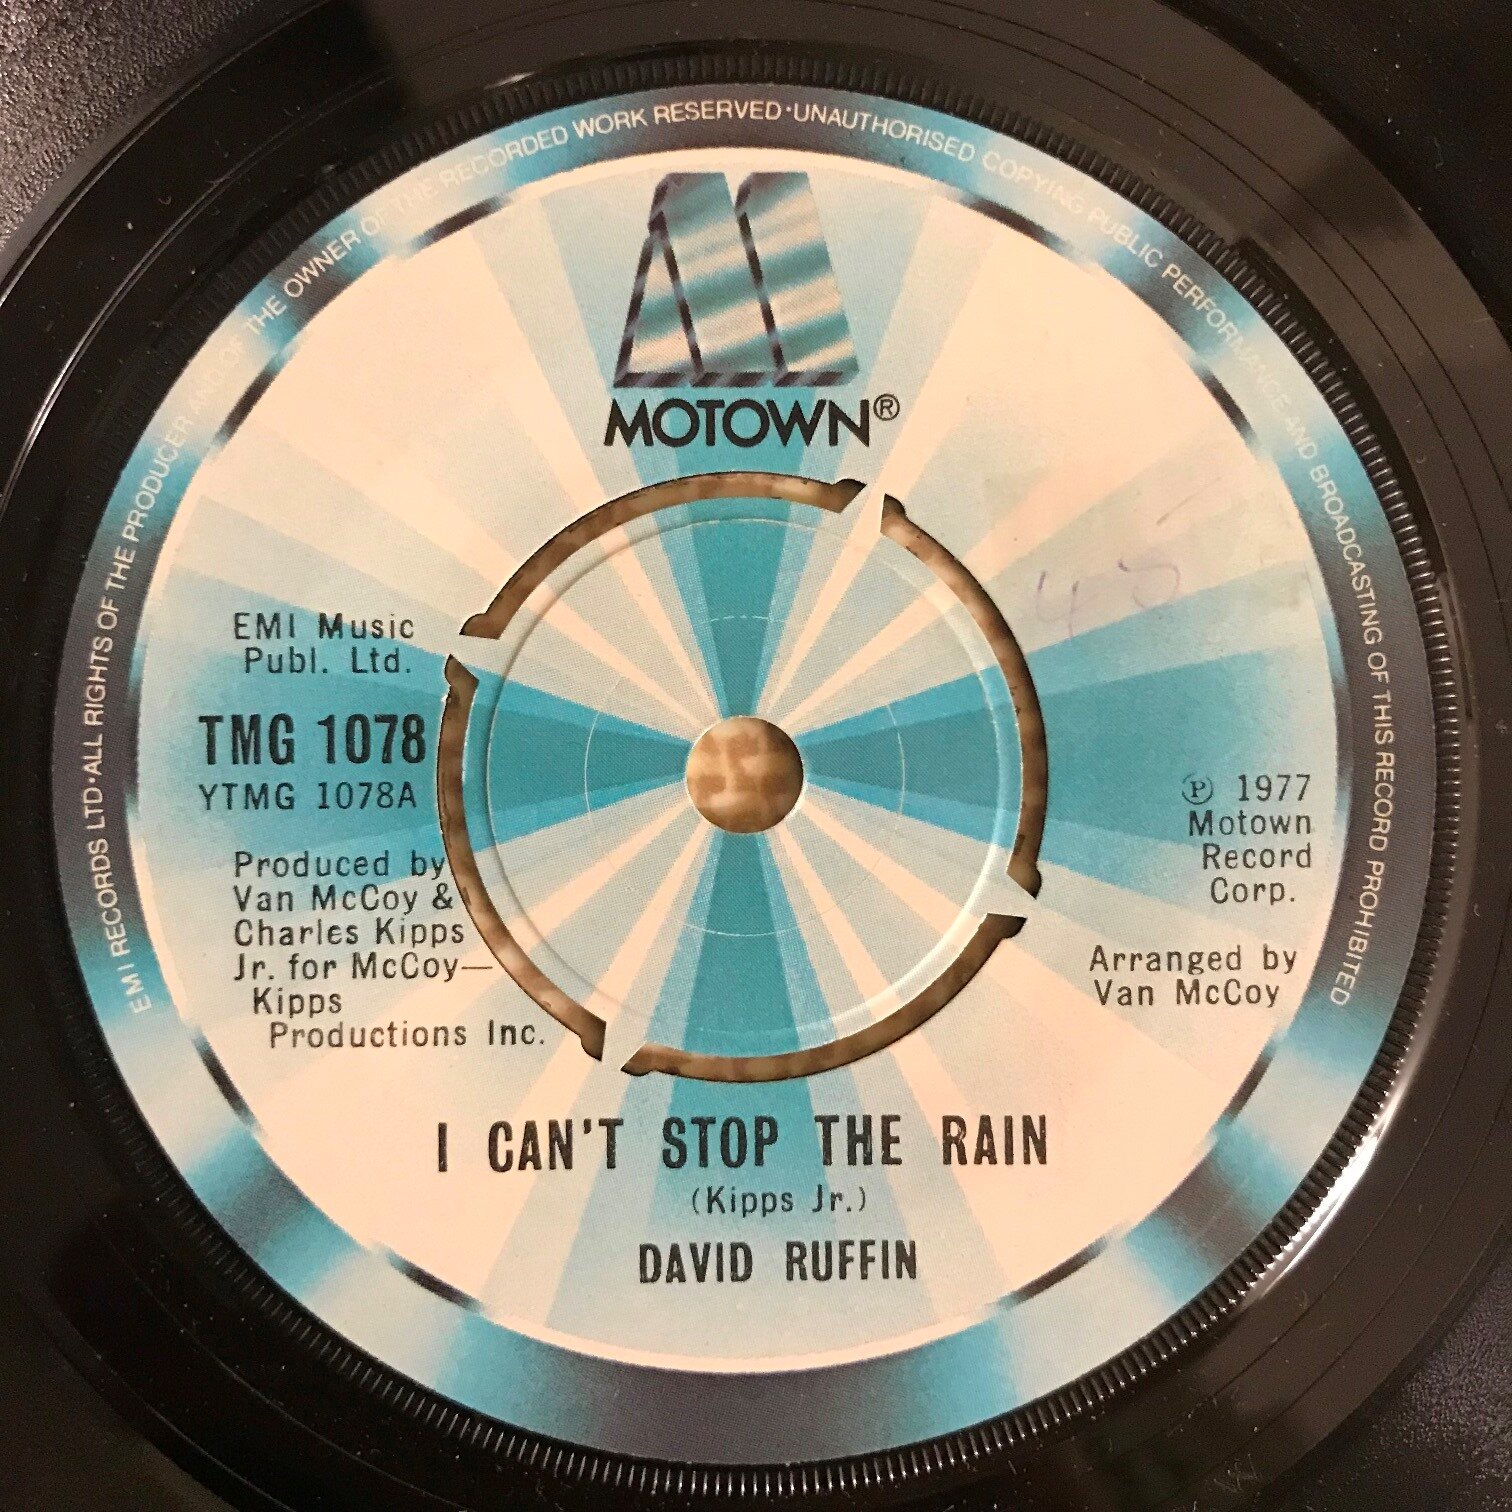 EMI RECORDS LTD·ALL RIGHTS OF THE PRODUCER AND OF THE OWNER OF THE RECORDED WORK RESERVED·UNAUTHORISED COPYING PUBLIC PERFORMANCE AND BROADCASTING OF THIS RECORD PROHIBITED
MOTOWN®
EMI Music
Publ. Ltd.
TMG 1078
YTMG 1078A
Produced by
Van McCoy &
Charles Kipps
Jr. for McCoy—
Kipps
Productions Inc.
℗ 1977
Motown
Record
Corp.
Arranged by
Van McCoy
I CAN'T STOP THE RAIN
(Kipps Jr.)
DAVID RUFFIN